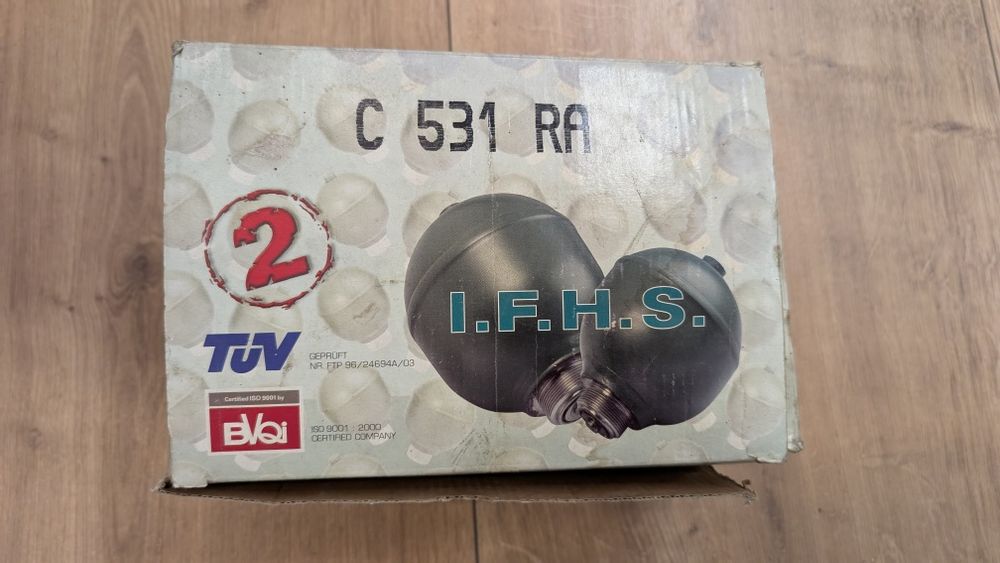 C 531 RA
2
I.F.H.S.
TÜV
GEPRÜFT
NR. FTP 96/24694A/03
Certified ISO 9001 by
BVQi
ISO 9001 : 2000
CERTIFIED COMPANY